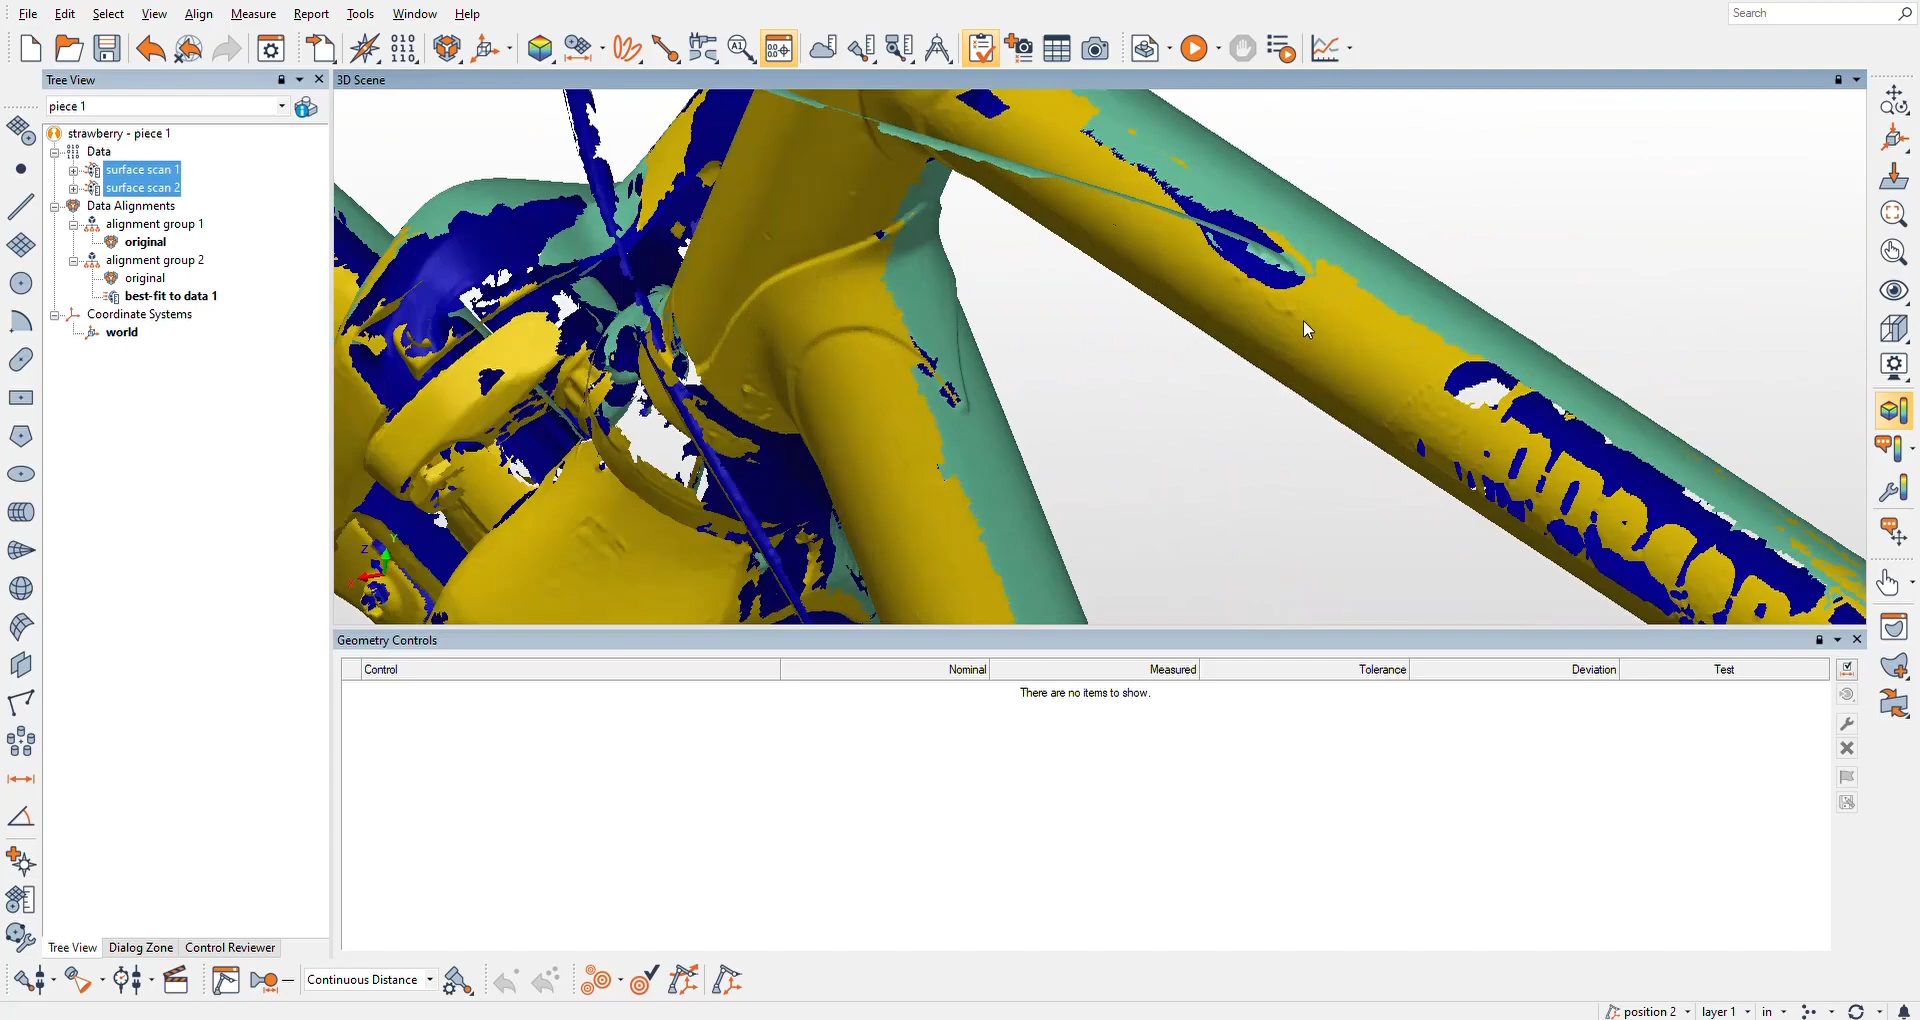 File Edit Select View Align Measure Report Tools Window Help
Search
Tree View
3D Scene
piece 1
strawberry - piece 1
Data
surface scan 1
surface scan 2
Data Alignments
alignment group 1
original
alignment group 2
original
best-fit to data 1
Coordinate Systems
world
Z Y X
Geometry Controls
Control Nominal Measured Tolerance Deviation Test
There are no items to show.
Tree View Dialog Zone Control Reviewer
Continuous Distance
position 2 layer 1 in